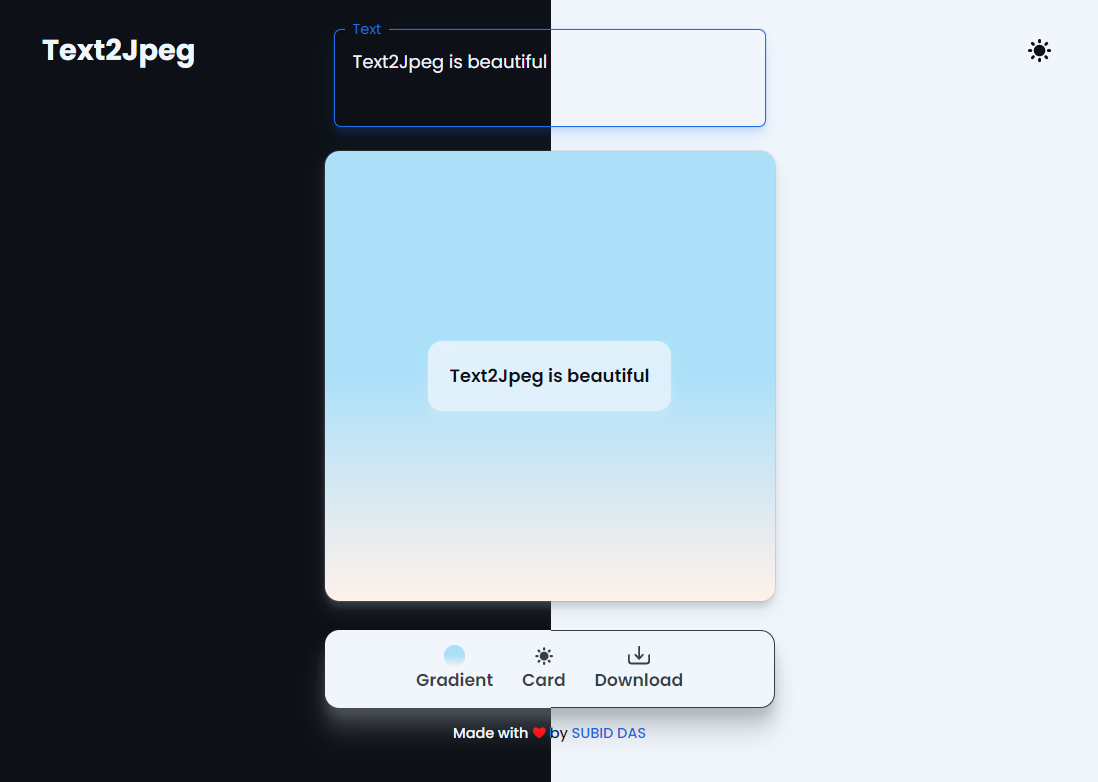 Text2Jpeg
Text
Text2Jpeg is beautiful
Text2Jpeg is beautiful
Gradient
Card
Download
Made with ❤ by SUBID DAS